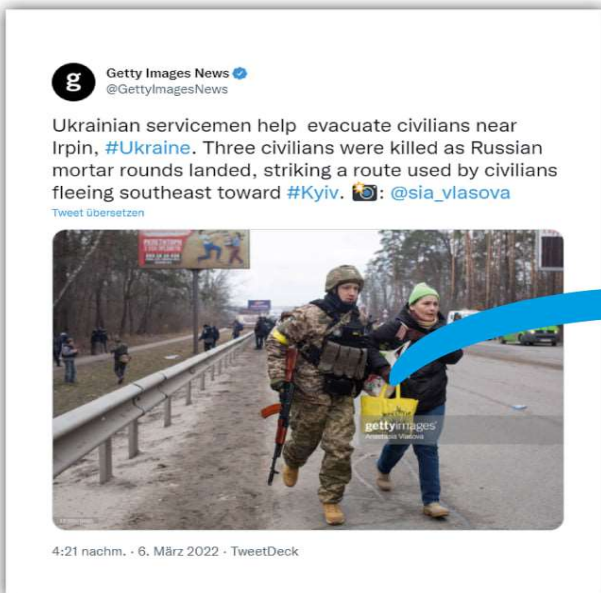 g
Getty Images News
@GettyImagesNews
Ukrainian servicemen help evacuate civilians near
Irpin, #Ukraine. Three civilians were killed as Russian
mortar rounds landed, striking a route used by civilians
fleeing southeast toward #Kyiv. 📸: @sia_vlasova
Tweet übersetzen
gettyimages®
Anastasia Vlasova
4:21 nachm. · 6. März 2022 · TweetDeck